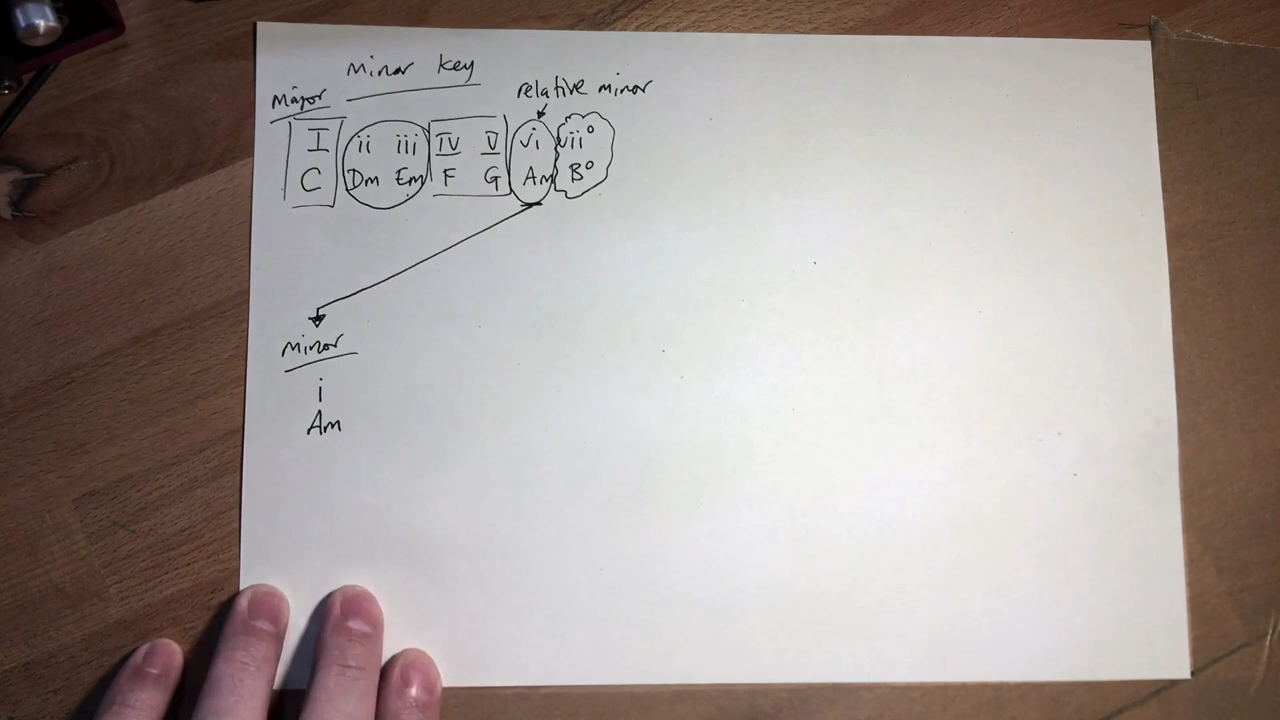 Minor Key
Major
relative minor
I ii iii IV V vi vii°
C Dm Em F G Am B°
Minor
i
Am